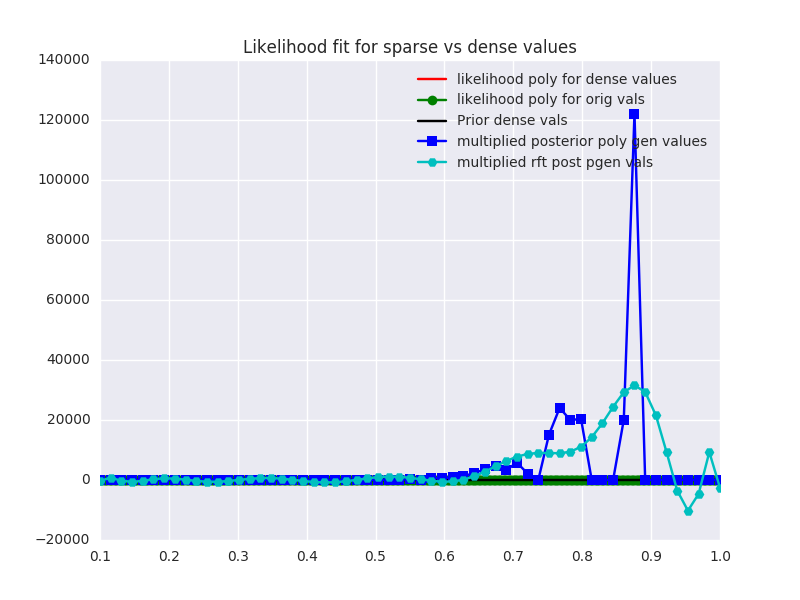 Likelihood fit for sparse vs dense values
140000
120000
100000
80000
60000
40000
20000
0
−20000
likelihood poly for dense values
likelihood poly for orig vals
Prior dense vals
multiplied posterior poly gen values
multiplied rft post pgen vals
0.1 0.2 0.3 0.4 0.5 0.6 0.7 0.8 0.9 1.0